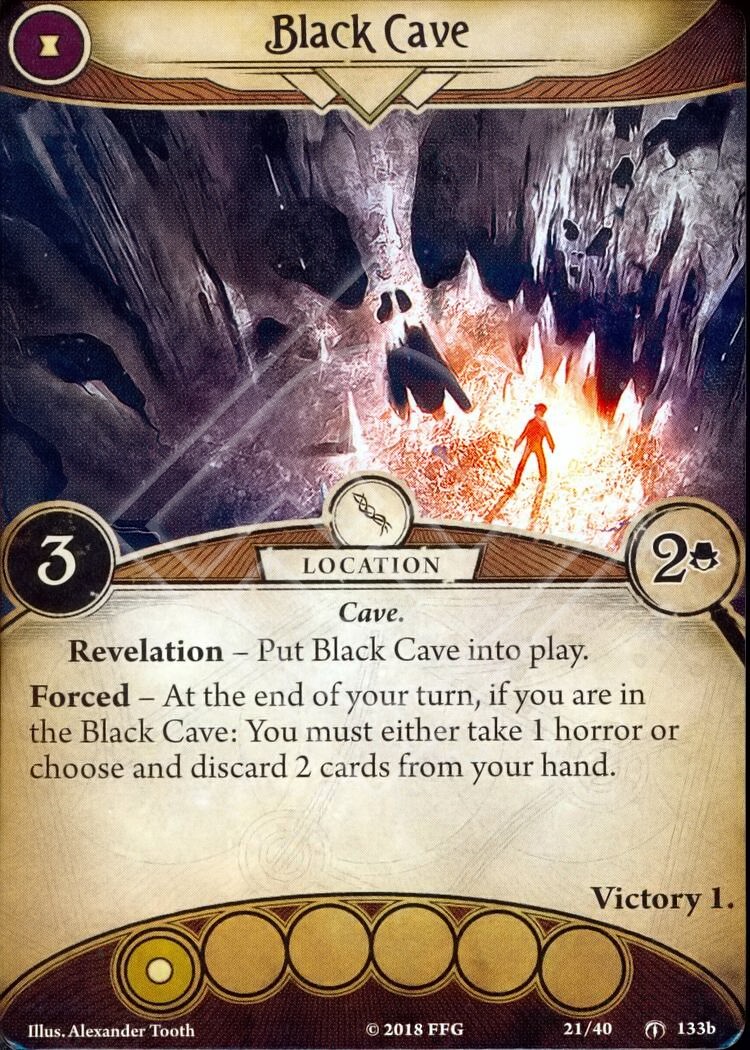 Black Cave
3
LOCATION
2
Cave.
Revelation – Put Black Cave into play.
Forced – At the end of your turn, if you are in
the Black Cave: You must either take 1 horror or
choose and discard 2 cards from your hand.
Victory 1.
Illus. Alexander Tooth © 2018 FFG 21/40 133b